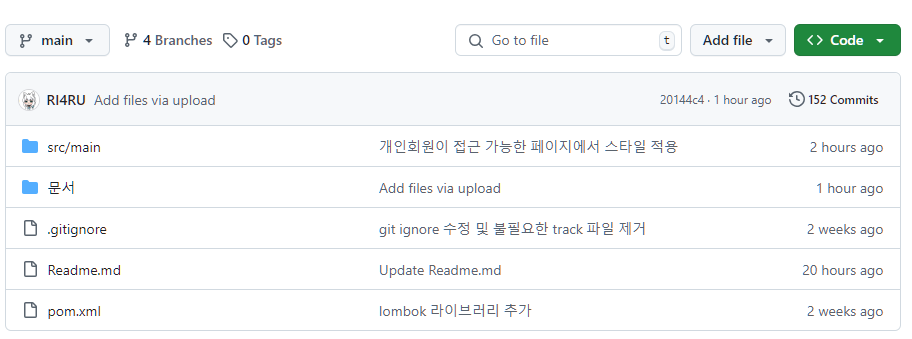 main 4 Branches 0 Tags Go to file t Add file <> Code
RI4RU Add files via upload 20144c4 · 1 hour ago 152 Commits
src/main 개인회원이 접근 가능한 페이지에서 스타일 적용 2 hours ago
문서 Add files via upload 1 hour ago
.gitignore git ignore 수정 및 불필요한 track 파일 제거 2 weeks ago
Readme.md Update Readme.md 20 hours ago
pom.xml lombok 라이브러리 추가 2 weeks ago